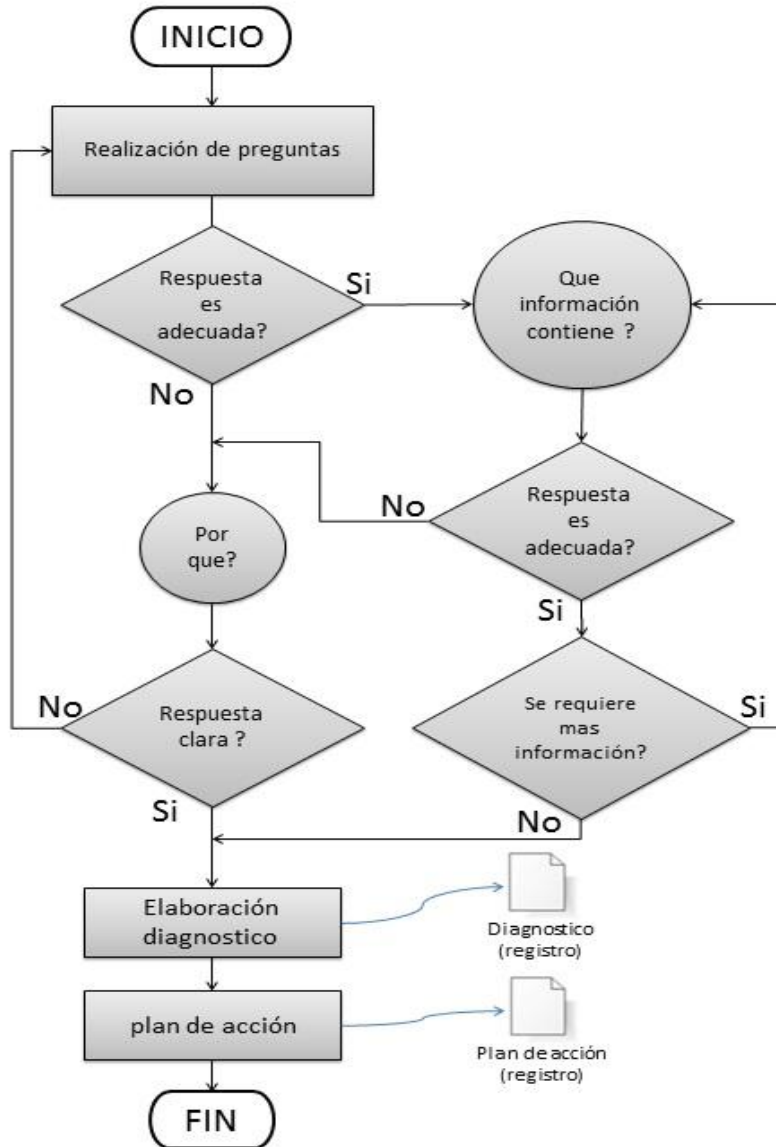 INICIO
Realización de preguntas
Respuesta
es
adecuada?
Si
Que
información
contiene ?
No
Por
que?
No
Respuesta
es
adecuada?
Si
No
Respuesta
clara ?
Si
Se requiere
mas
información?
Si
No
Elaboración
diagnostico
Diagnostico
(registro)
plan de acción
Plan de acción
(registro)
FIN